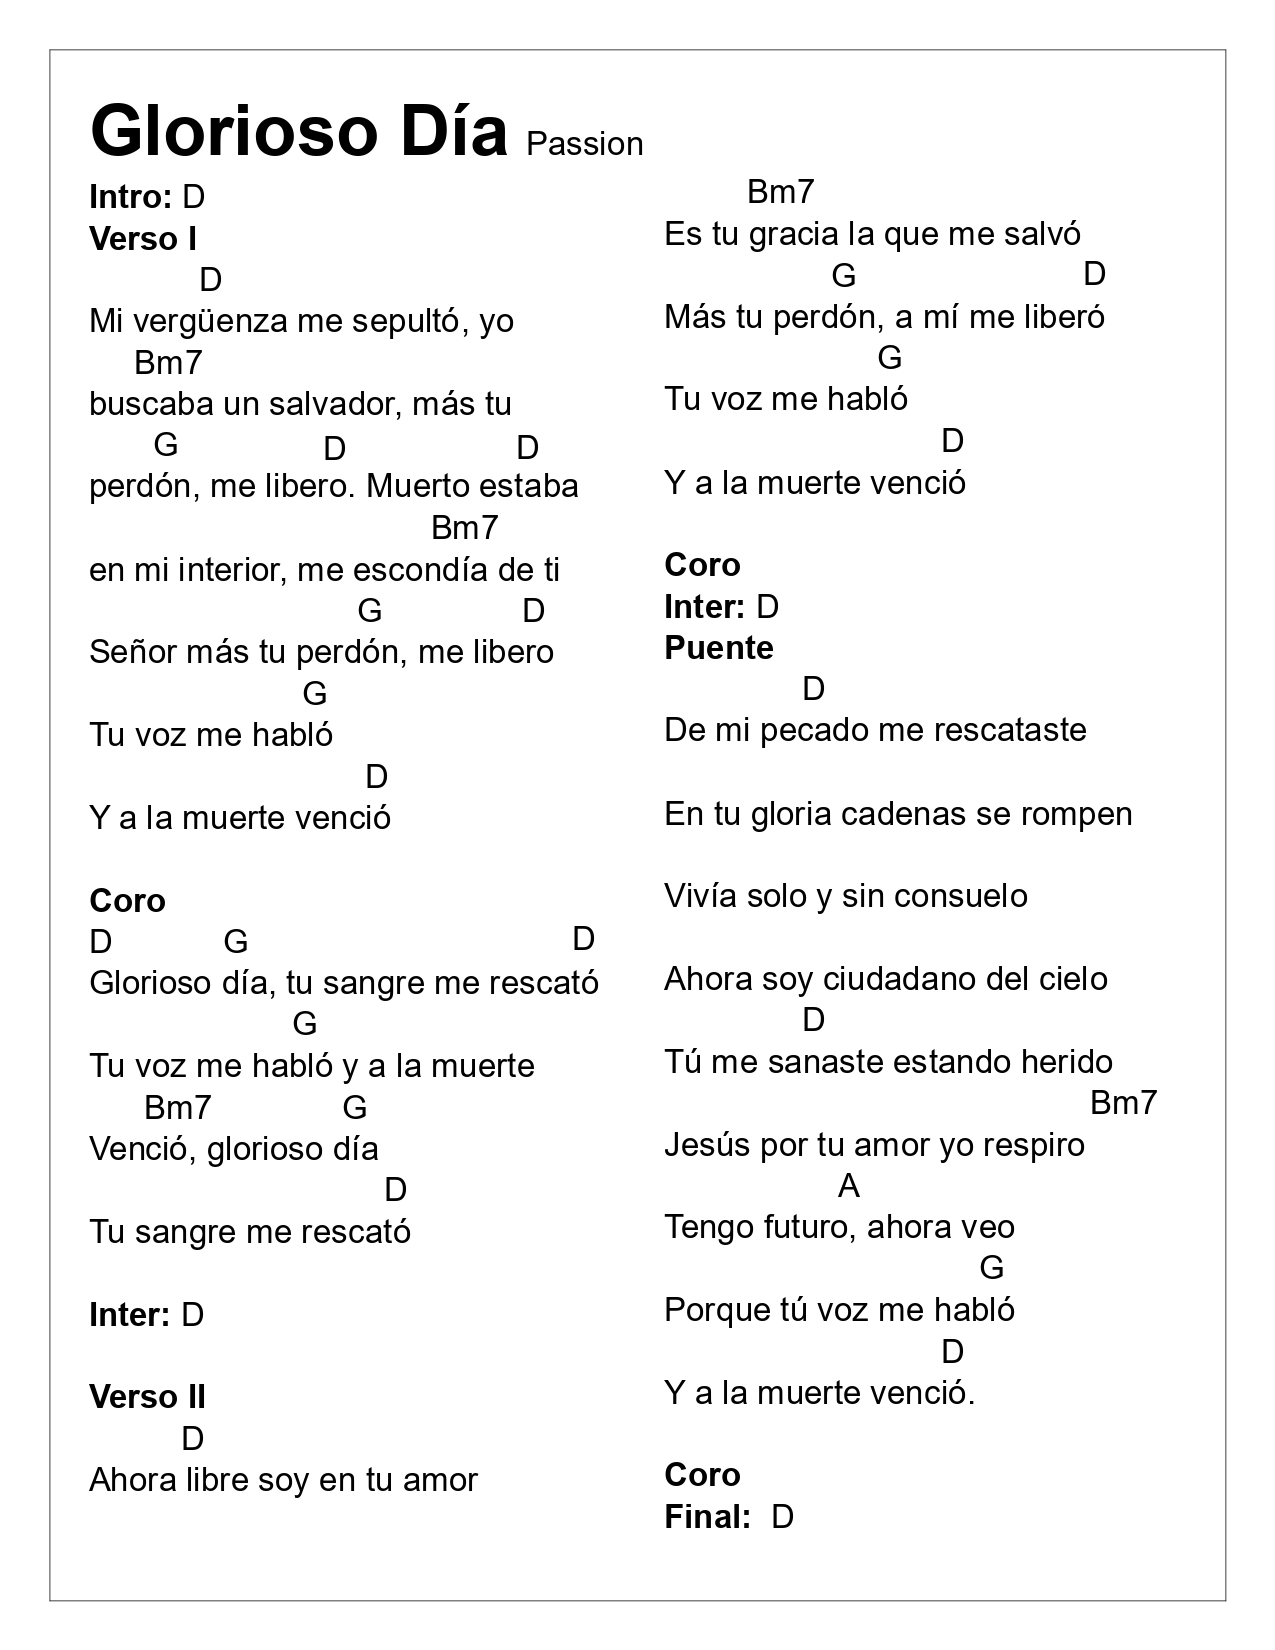 Glorioso Día Passion
Intro: D
Verso I
D
Mi vergüenza me sepultó, yo
Bm7
buscaba un salvador, más tu
G D D
perdón, me libero. Muerto estaba
Bm7
en mi interior, me escondía de ti
G D
Señor más tu perdón, me libero
G
Tu voz me habló
D
Y a la muerte venció
Coro
D G D
Glorioso día, tu sangre me rescató
G
Tu voz me habló y a la muerte
Bm7 G
Venció, glorioso día
D
Tu sangre me rescató
Inter: D
Verso II
D
Ahora libre soy en tu amor
Bm7
Es tu gracia la que me salvó
G D
Más tu perdón, a mí me liberó
G
Tu voz me habló
D
Y a la muerte venció
Coro
Inter: D
Puente
D
De mi pecado me rescataste
En tu gloria cadenas se rompen
Vivía solo y sin consuelo
Ahora soy ciudadano del cielo
D
Tú me sanaste estando herido
Bm7
Jesús por tu amor yo respiro
A
Tengo futuro, ahora veo
G
Porque tú voz me habló
D
Y a la muerte venció.
Coro
Final: D